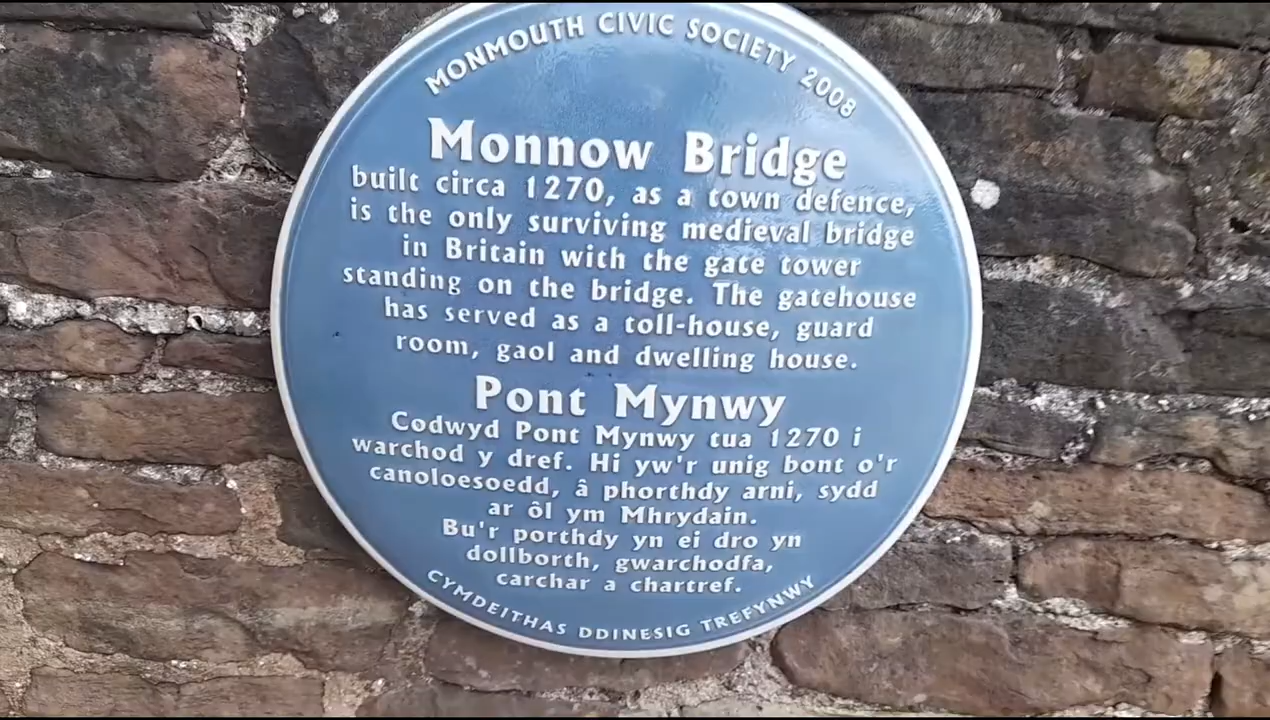 MONMOUTH CIVIC SOCIETY 2008
Monnow Bridge
built circa 1270, as a town defence,
is the only surviving medieval bridge
in Britain with the gate tower
standing on the bridge. The gatehouse
has served as a toll-house, guard
room, gaol and dwelling house.
Pont Mynwy
Codwyd Pont Mynwy tua 1270 i
warchod y dref. Hi yw'r unig bont o'r
canoloesoedd, â phorthdy arni, sydd
ar ôl ym Mhrydain.
Bu'r porthdy yn ei dro yn
dollborth, gwarchodfa,
carchar a chartref.
CYMDEITHAS DDINESIG TREFYNWY